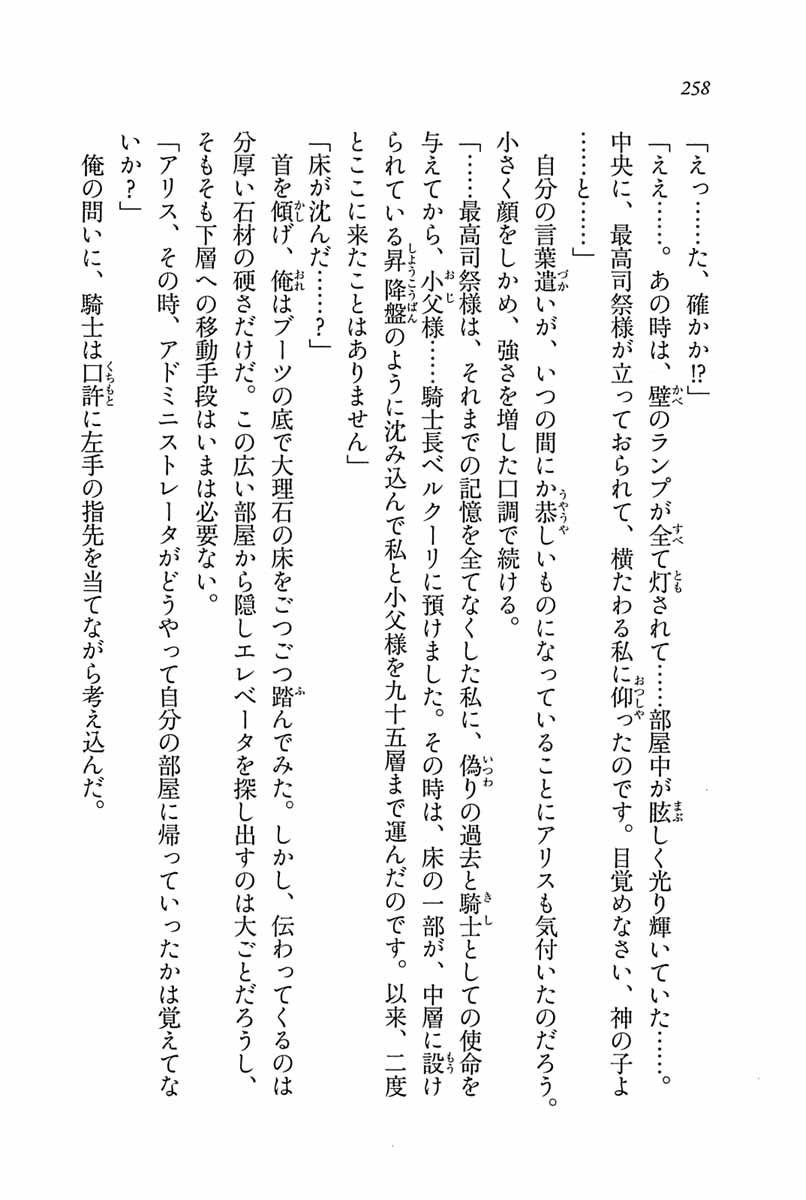 258
「えっ……た、確かか!?」
「ええ……。あの時は、壁のランプが全て灯されて……部屋中が眩しく光り輝いていた……。
中央に、最高司祭様が立っておられて、横たわる私に仰ったのです。目覚めなさい、神の子よ
……と……」
自分の言葉遣いが、いつの間にか恭しいものになっていることにアリスも気付いたのだろう。
小さく顔をしかめ、強さを増した口調で続ける。
「……最高司祭様は、それまでの記憶を全てなくした私に、偽りの過去と騎士としての使命を
与えてから、小父様……騎士長ベルクーリに預けました。その時は、床の一部が、中層に設け
られている昇降盤のように沈み込んで私と小父様を九十五層まで運んだのです。以来、二度
とここに来たことはありません」
「床が沈んだ……?」
首を傾げ、俺はブーツの底で大理石の床をごつごつ踏んでみた。しかし、伝わってくるのは
分厚い石材の硬さだけだ。この広い部屋から隠しエレベータを探し出すのは大ごとだろうし、
そもそも下層への移動手段はいまは必要ない。
「アリス、その時、アドミニストレータがどうやって自分の部屋に帰っていったかは覚えてな
いか?」
俺の問いに、騎士は口許に左手の指先を当てながら考え込んだ。